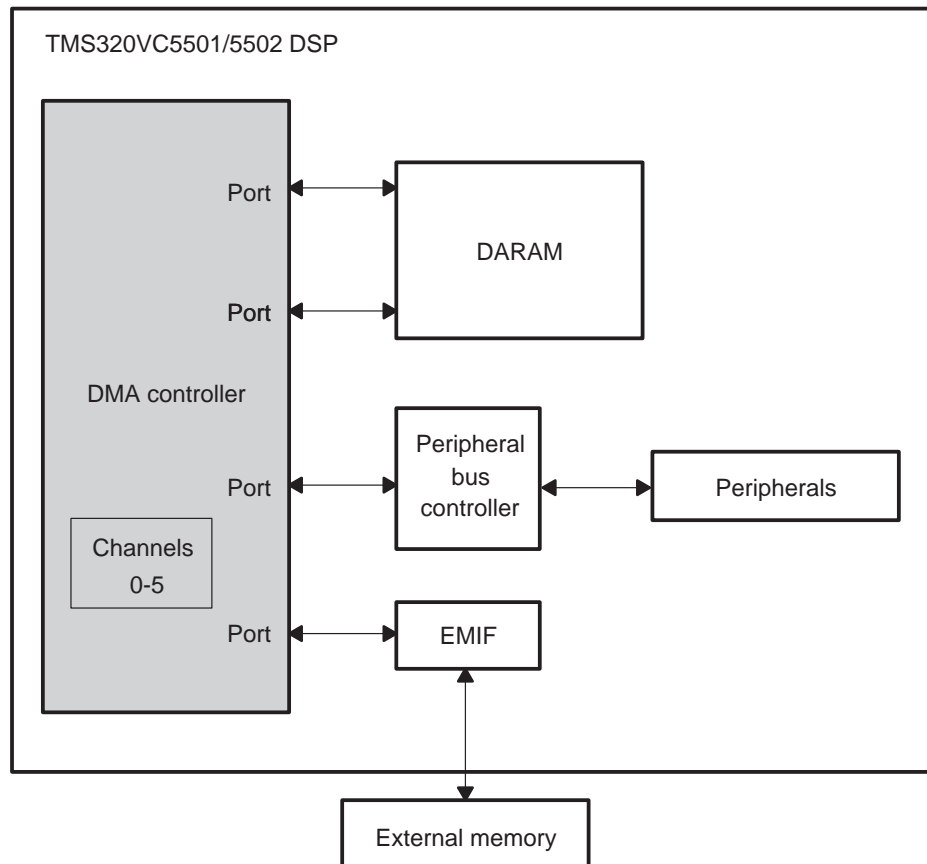 TMS320VC5501/5502 DSP
Port
DARAM
Port
DMA controller
Peripheral
bus
controller
Port
Peripherals
Channels
0-5
Port
EMIF
External memory